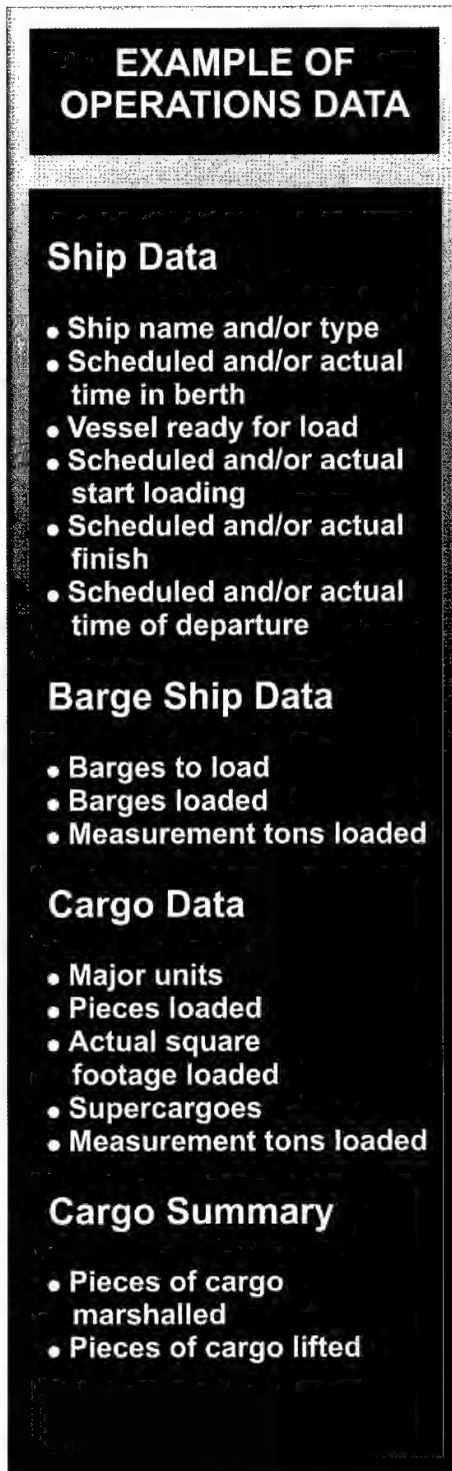 EXAMPLE OF
OPERATIONS DATA
Ship Data
• Ship name and/or type
• Scheduled and/or actual
time in berth
• Vessel ready for load
• Scheduled and/or actual
start loading
• Scheduled and/or actual
finish
• Scheduled and/or actual
time of departure
Barge Ship Data
• Barges to load
• Barges loaded
• Measurement tons loaded
Cargo Data
• Major units
• Pieces loaded
• Actual square
footage loaded
• Supercargoes
• Measurement tons loaded
Cargo Summary
• Pieces of cargo
marshalled
• Pieces of cargo lifted